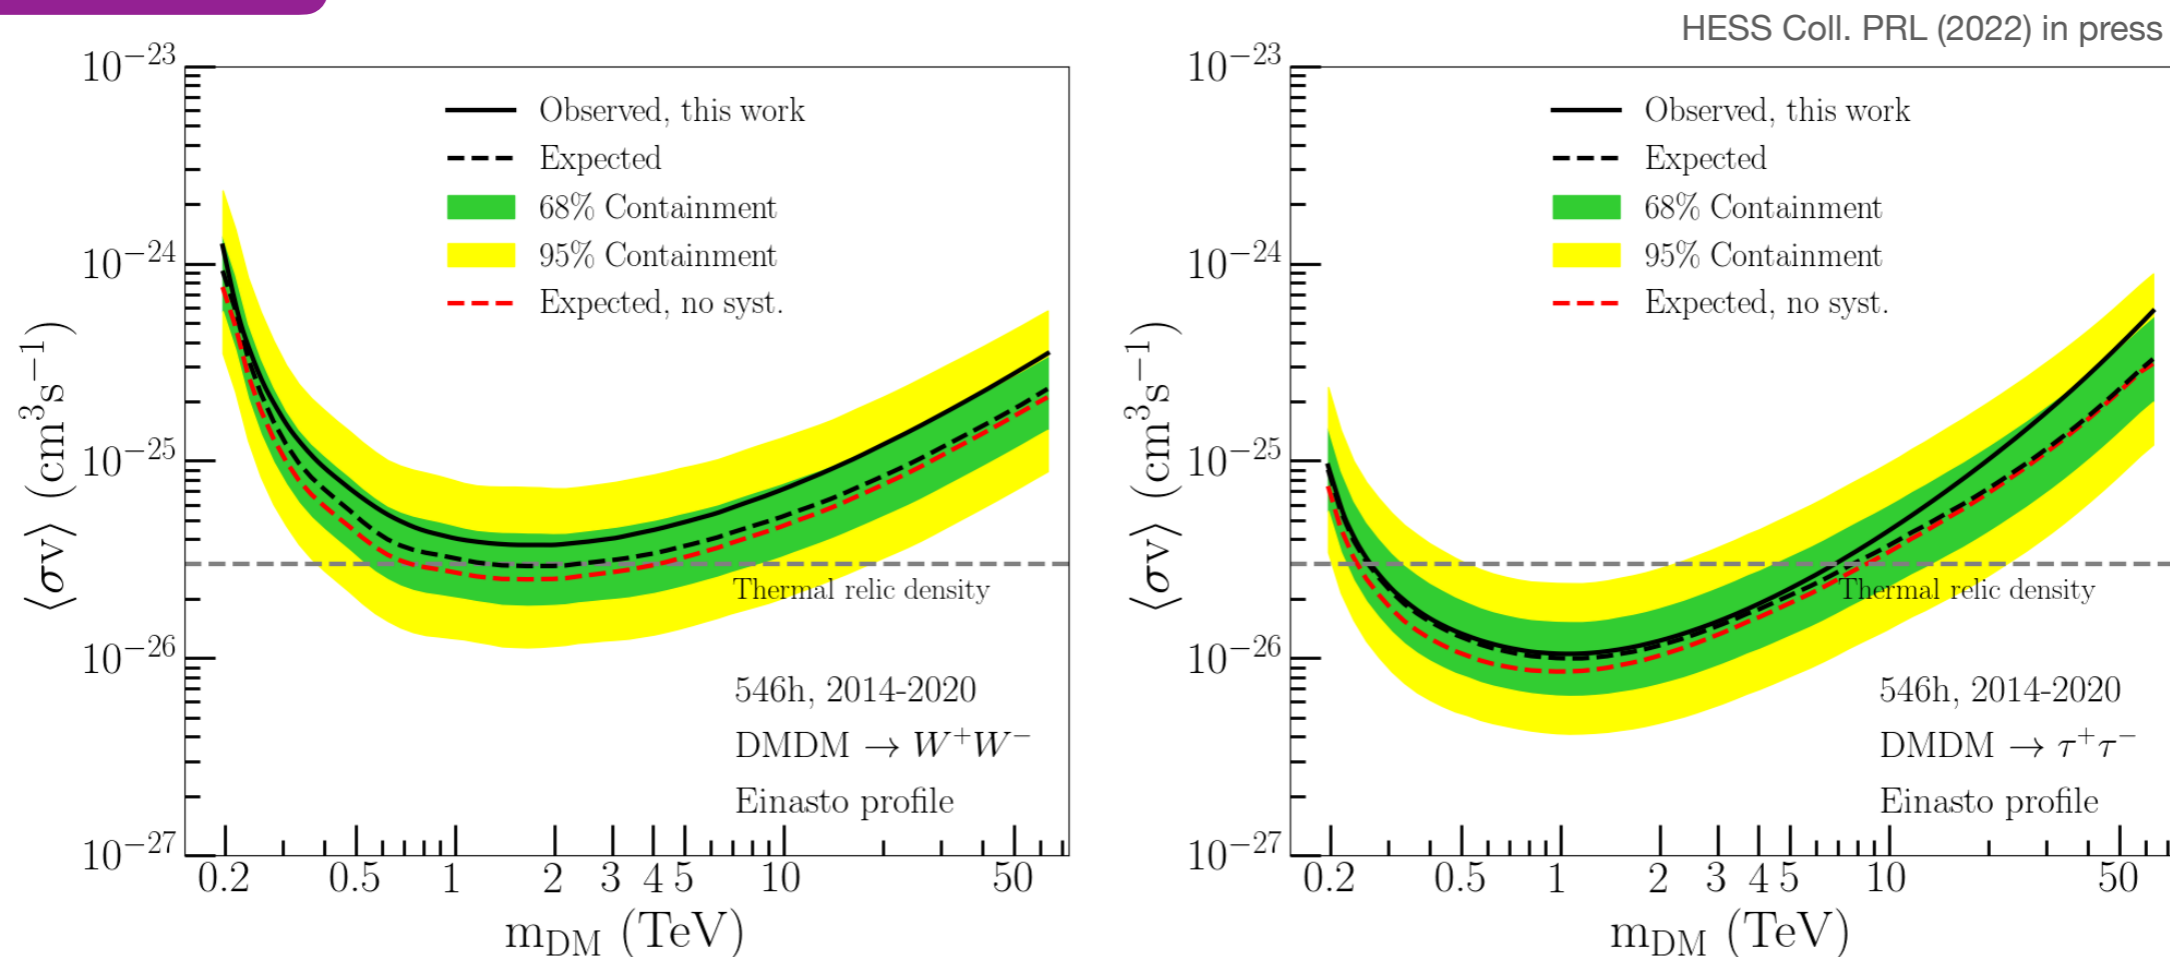 HESS Coll. PRL (2022) in press
10⁻²³
10⁻²⁴
10⁻²⁵
10⁻²⁶
10⁻²⁷
⟨σv⟩ (cm³s⁻¹)
Observed, this work
Expected
68% Containment
95% Containment
Expected, no syst.
Thermal relic density
546h, 2014-2020
DMDM → W⁺W⁻
Einasto profile
0.2 0.5 1 2 3 4 5 10 50
m_DM (TeV)
10⁻²³
10⁻²⁴
10⁻²⁵
10⁻²⁶
10⁻²⁷
⟨σv⟩ (cm³s⁻¹)
Observed, this work
Expected
68% Containment
95% Containment
Expected, no syst.
Thermal relic density
546h, 2014-2020
DMDM → τ⁺τ⁻
Einasto profile
0.2 0.5 1 2 3 4 5 10 50
m_DM (TeV)